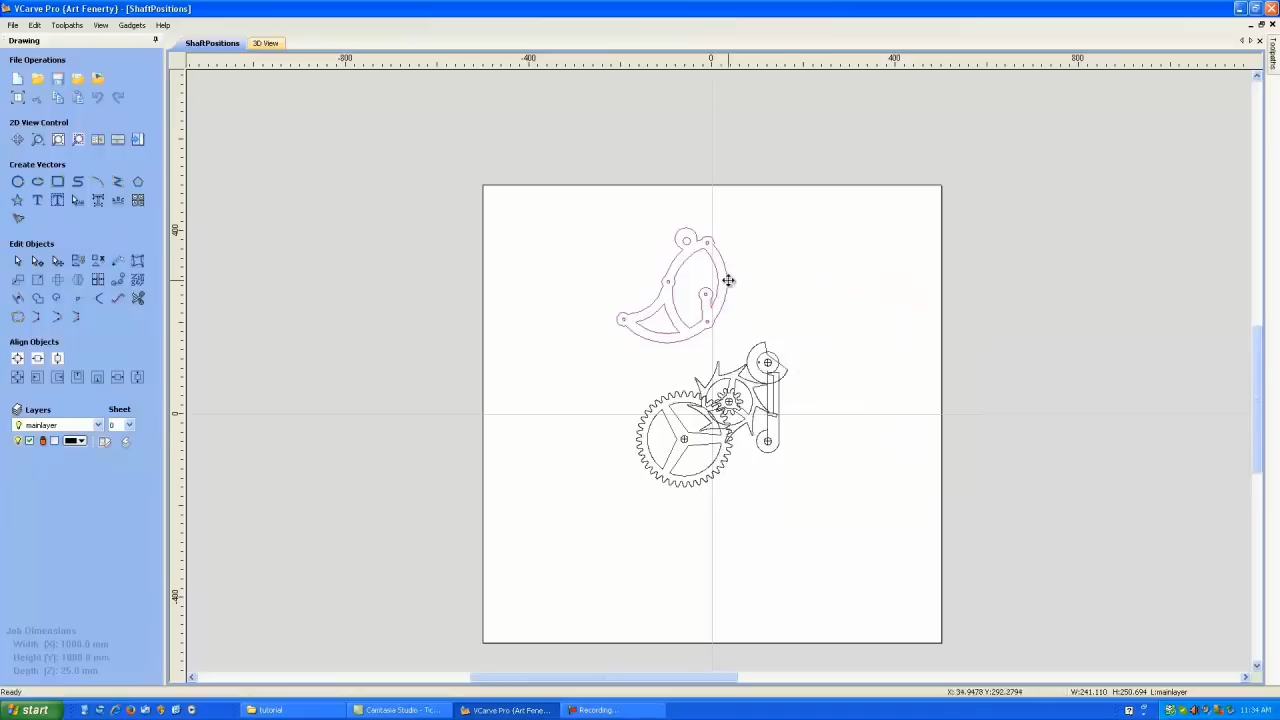 VCarve Pro {Art Fenerty} - [ShaftPositions]
File Edit Toolpaths View Gadgets Help
Drawing
ShaftPositions 3D View
File Operations
2D View Control
Create Vectors
Edit Objects
Align Objects
Layers Sheet
mainlayer 0
Job Dimensions
Width [X]: 1000.0 mm
Height [Y]: 1000.0 mm
Depth [Z]: 25.0 mm
-800 -400 0 400 800
400
0
-400
Toolpaths
Ready X: 34.9478 Y:292.2794 W:241.110 H:250.694 L:mainlayer
start tutorial Camtasia Studio - Tic... VCarve Pro {Art Fene... Recording... 11:34 AM